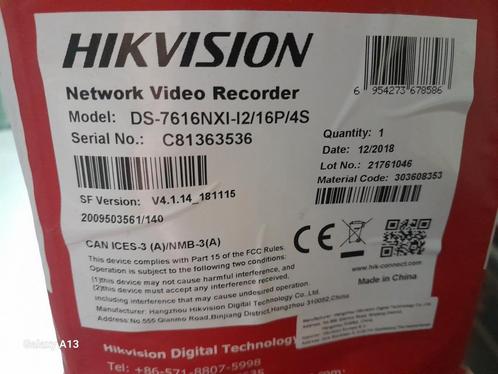 HIKVISION
Network Video Recorder
Model: DS-7616NXI-I2/16P/4S
Serial No.: C81363536
6 954273 678586
Quantity: 1
Date: 12/2018
Lot No.: 21761046
Material Code: 303608353
SF Version: V4.1.14_181115
2009503561/140
CAN ICES-3 (A)/NMB-3(A)
This device complies with Part 15 of the FCC Rules.
Operation is subject to the following two conditions:
(1)this device may not cause harmful interference, and
(2)this device must accept any interference received,
including interference that may cause undesired operation.
Manufacturer: Hangzhou Hikvision Digital Technology Co., Ltd.
Address: No.555 Qianmo Road,Binjiang District,Hangzhou 310052,China
CE
www.hik-connect.com
Made in China
Hikvision Digital Technology
Tel: +86-571-8807-5998
Galaxy A13